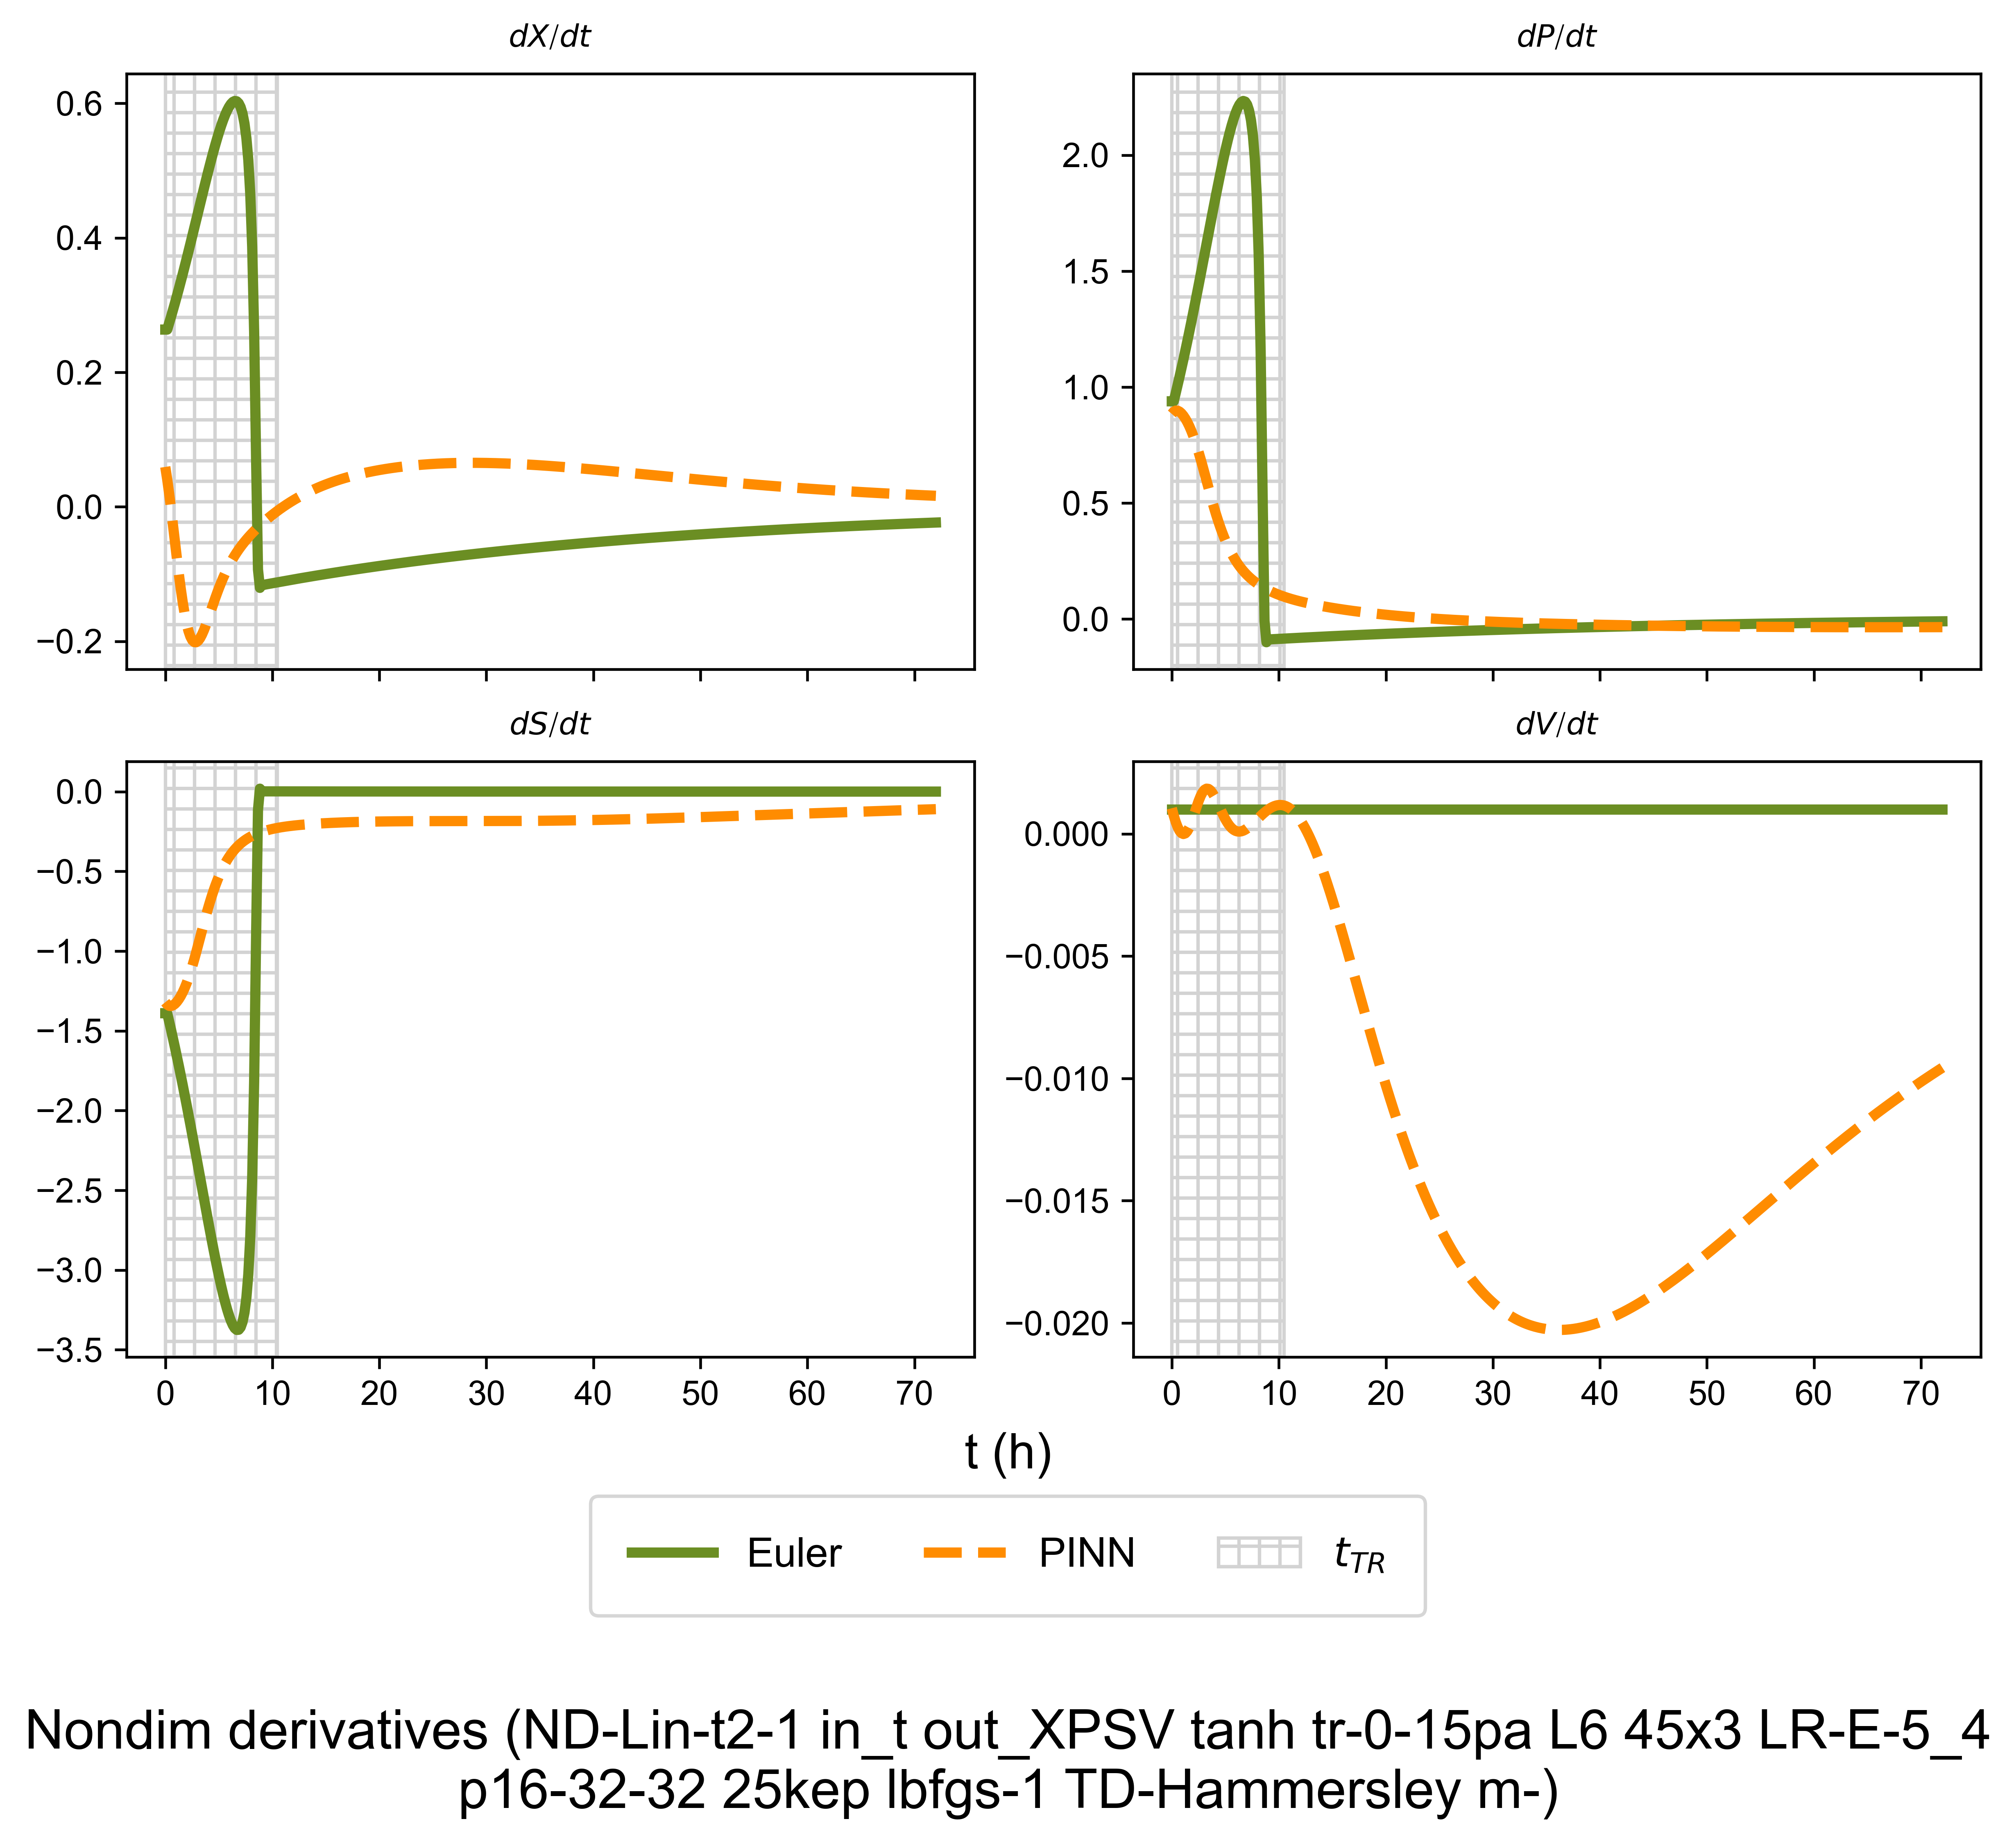 dX/dt
dP/dt
0.6
0.4
0.2
0.0
−0.2
2.0
1.5
1.0
0.5
0.0
dS/dt
dV/dt
0.0
−0.5
−1.0
−1.5
−2.0
−2.5
−3.0
−3.5
0 10 20 30 40 50 60 70
0.000
−0.005
−0.010
−0.015
−0.020
0 10 20 30 40 50 60 70
t (h)
Euler PINN t_TR
Nondim derivatives (ND-Lin-t2-1 in_t out_XPSV tanh tr-0-15pa L6 45x3 LR-E-5_4
p16-32-32 25kep lbfgs-1 TD-Hammersley m-)